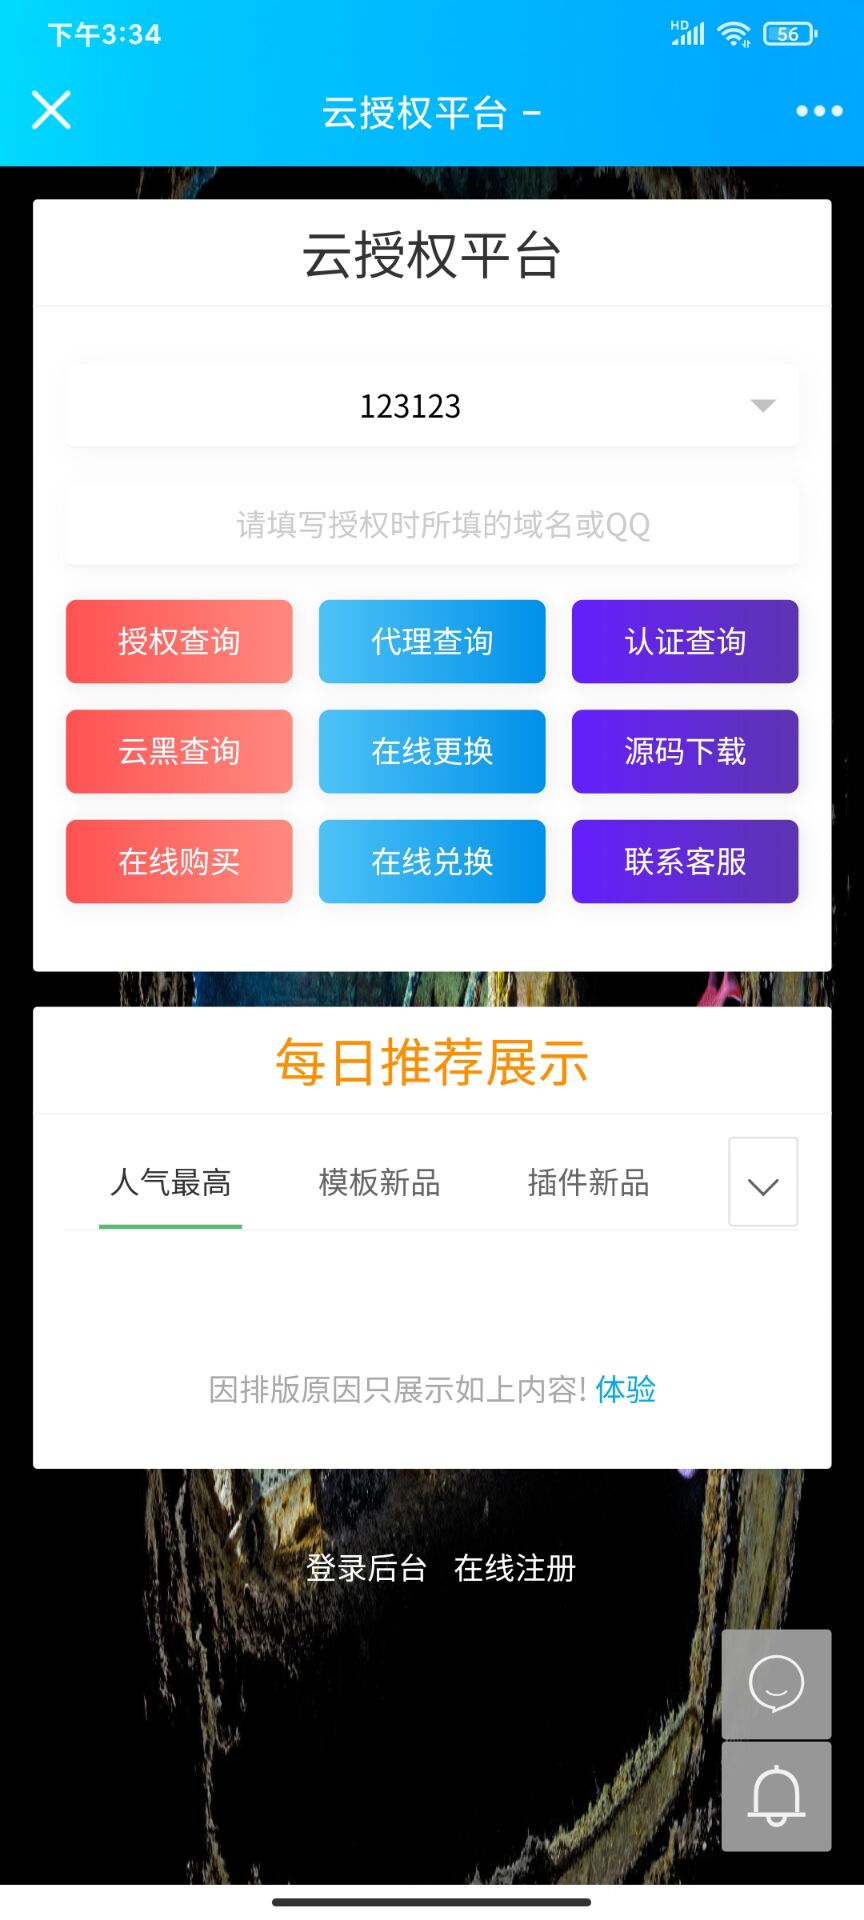 下午3:34
HD
56
云授权平台 –
云授权平台
123123
请填写授权时所填的域名或QQ
授权查询 代理查询 认证查询
云黑查询 在线更换 源码下载
在线购买 在线兑换 联系客服
每日推荐展示
人气最高 模板新品 插件新品
因排版原因只展示如上内容! 体验
登录后台 在线注册